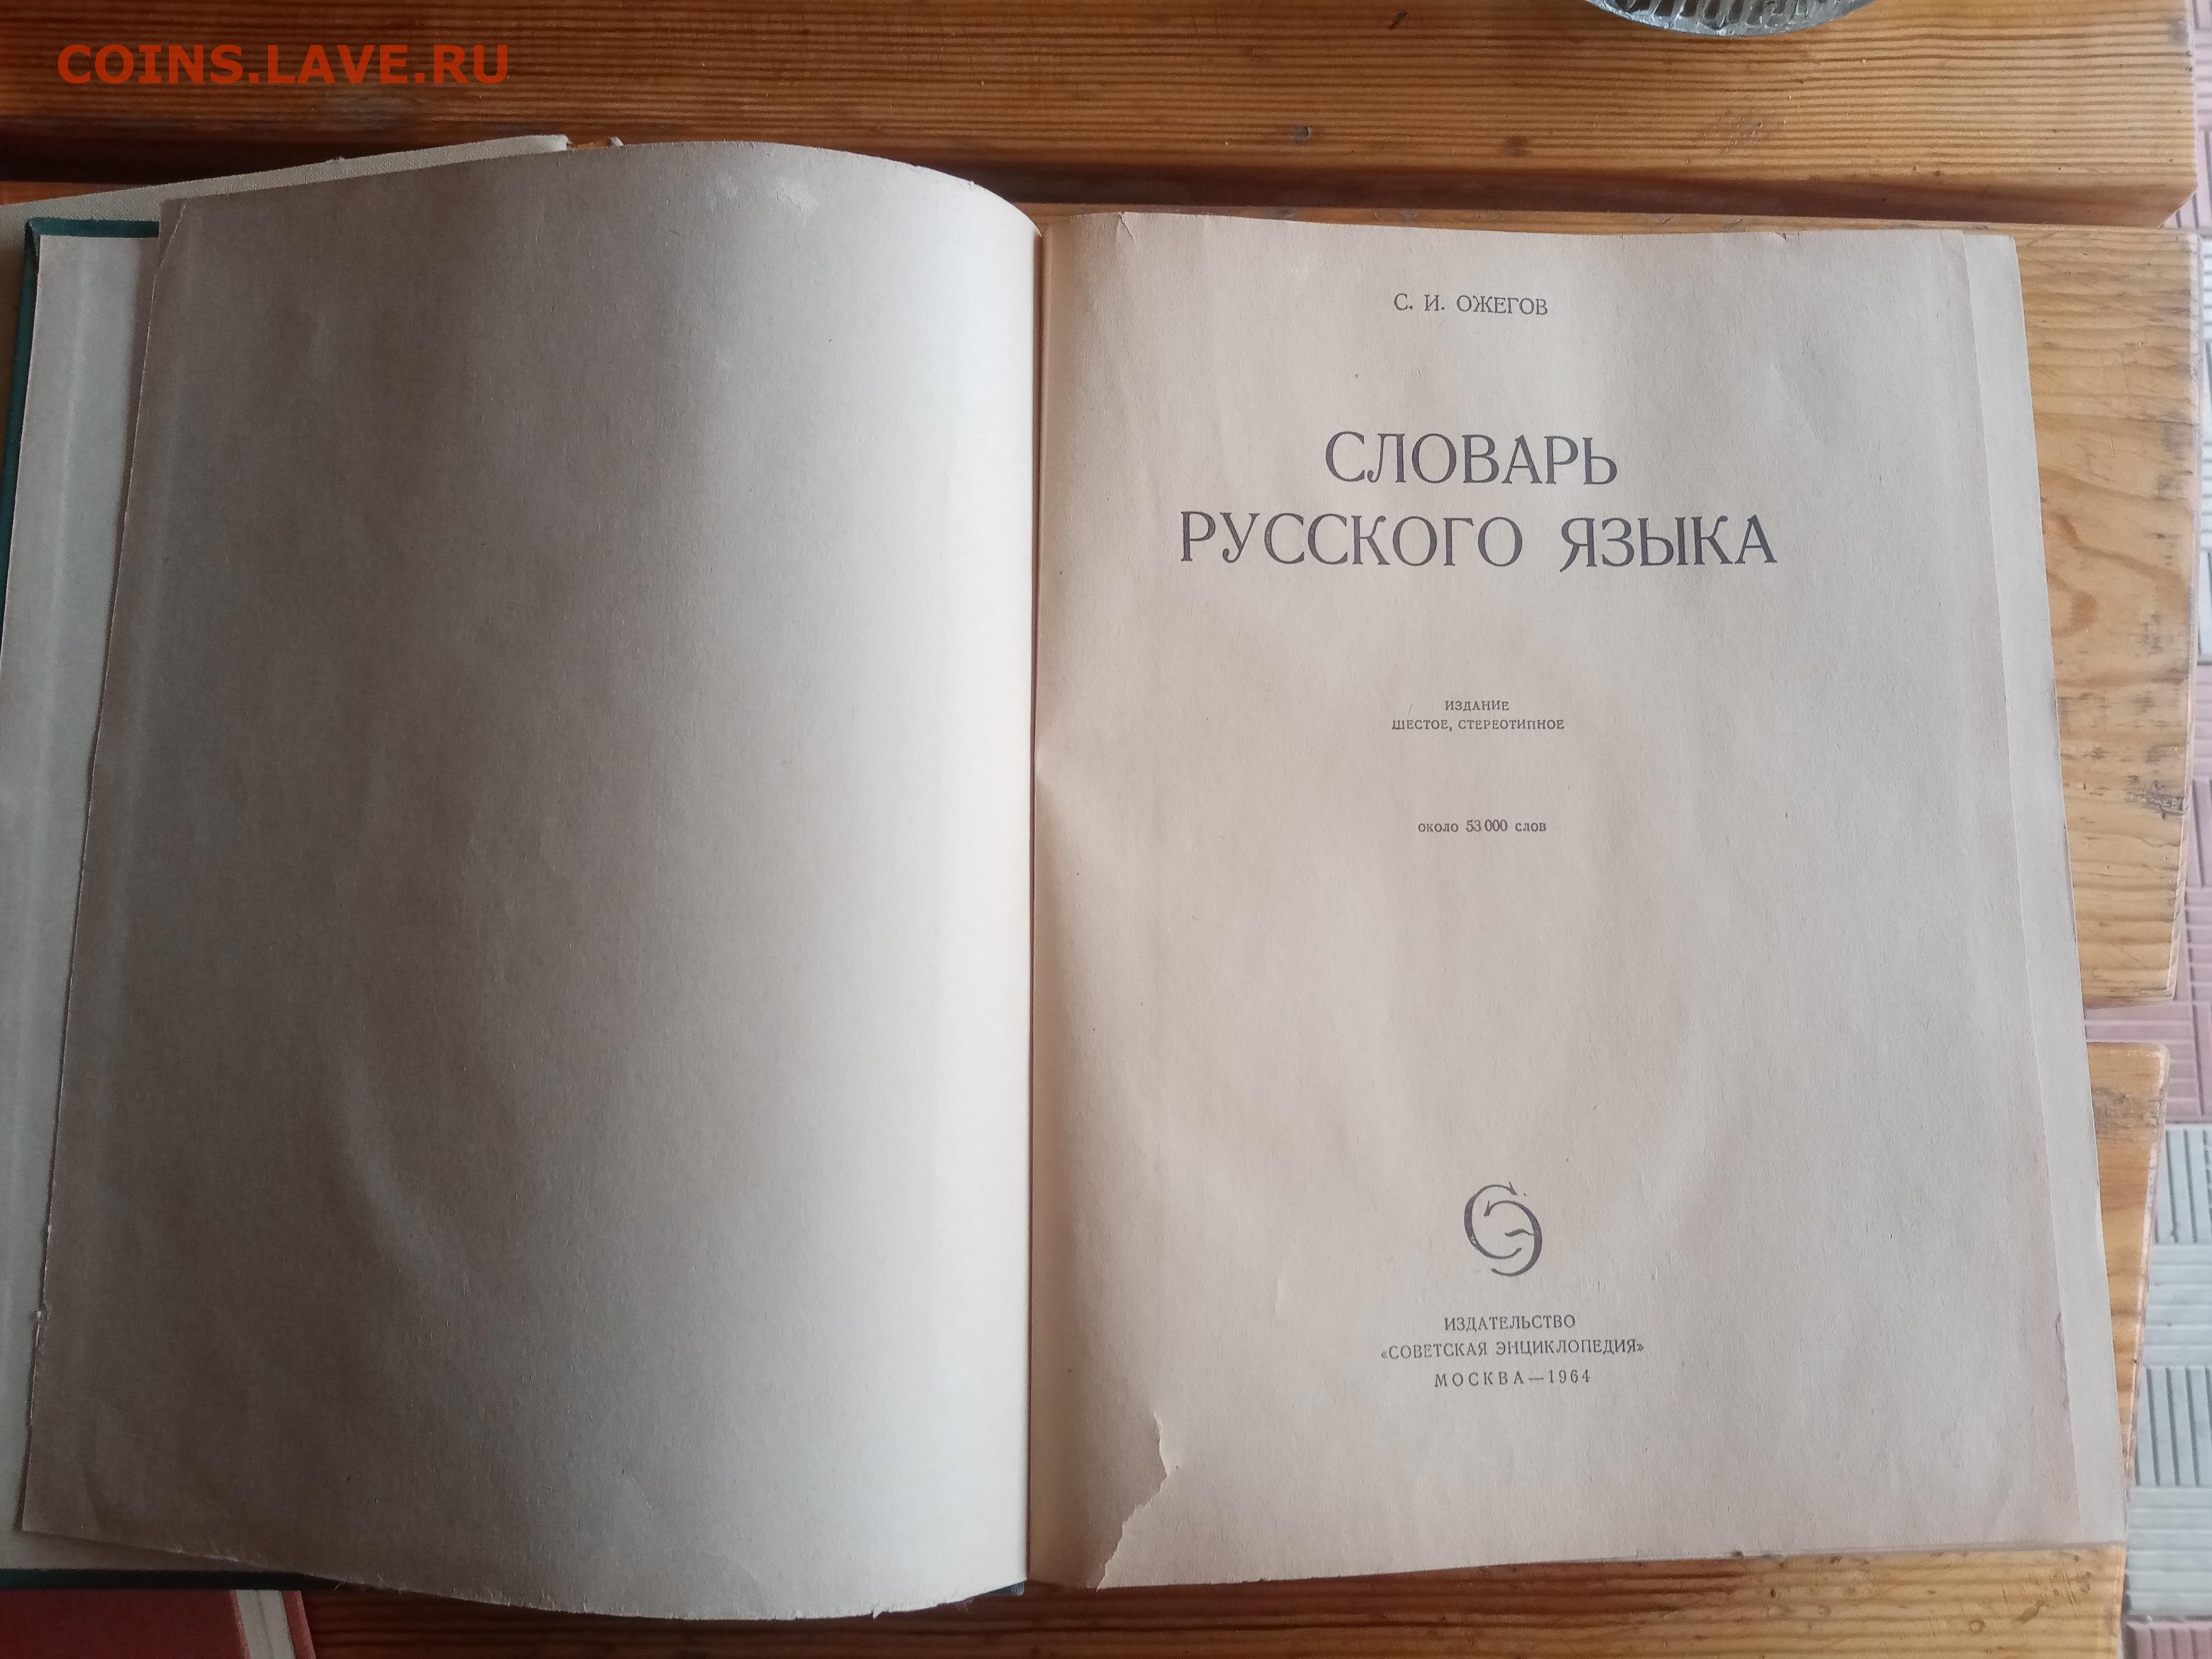 COINS.LAVE.RU
С. И. ОЖЕГОВ
СЛОВАРЬ
РУССКОГО ЯЗЫКА
ИЗДАНИЕ
ШЕСТОЕ, СТЕРЕОТИПНОЕ
ОКОЛО 53 000 СЛОВ
СЭ
ИЗДАТЕЛЬСТВО
«СОВЕТСКАЯ ЭНЦИКЛОПЕДИЯ»
МОСКВА—1964